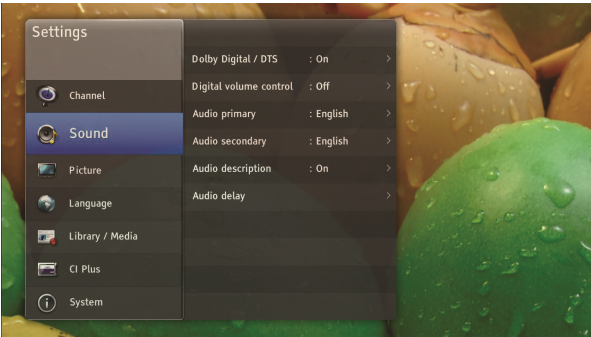 Settings
Channel
Sound
Picture
Language
Library / Media
CI Plus
System
Dolby Digital / DTS : On
Digital volume control : Off
Audio primary : English
Audio secondary : English
Audio description : On
Audio delay